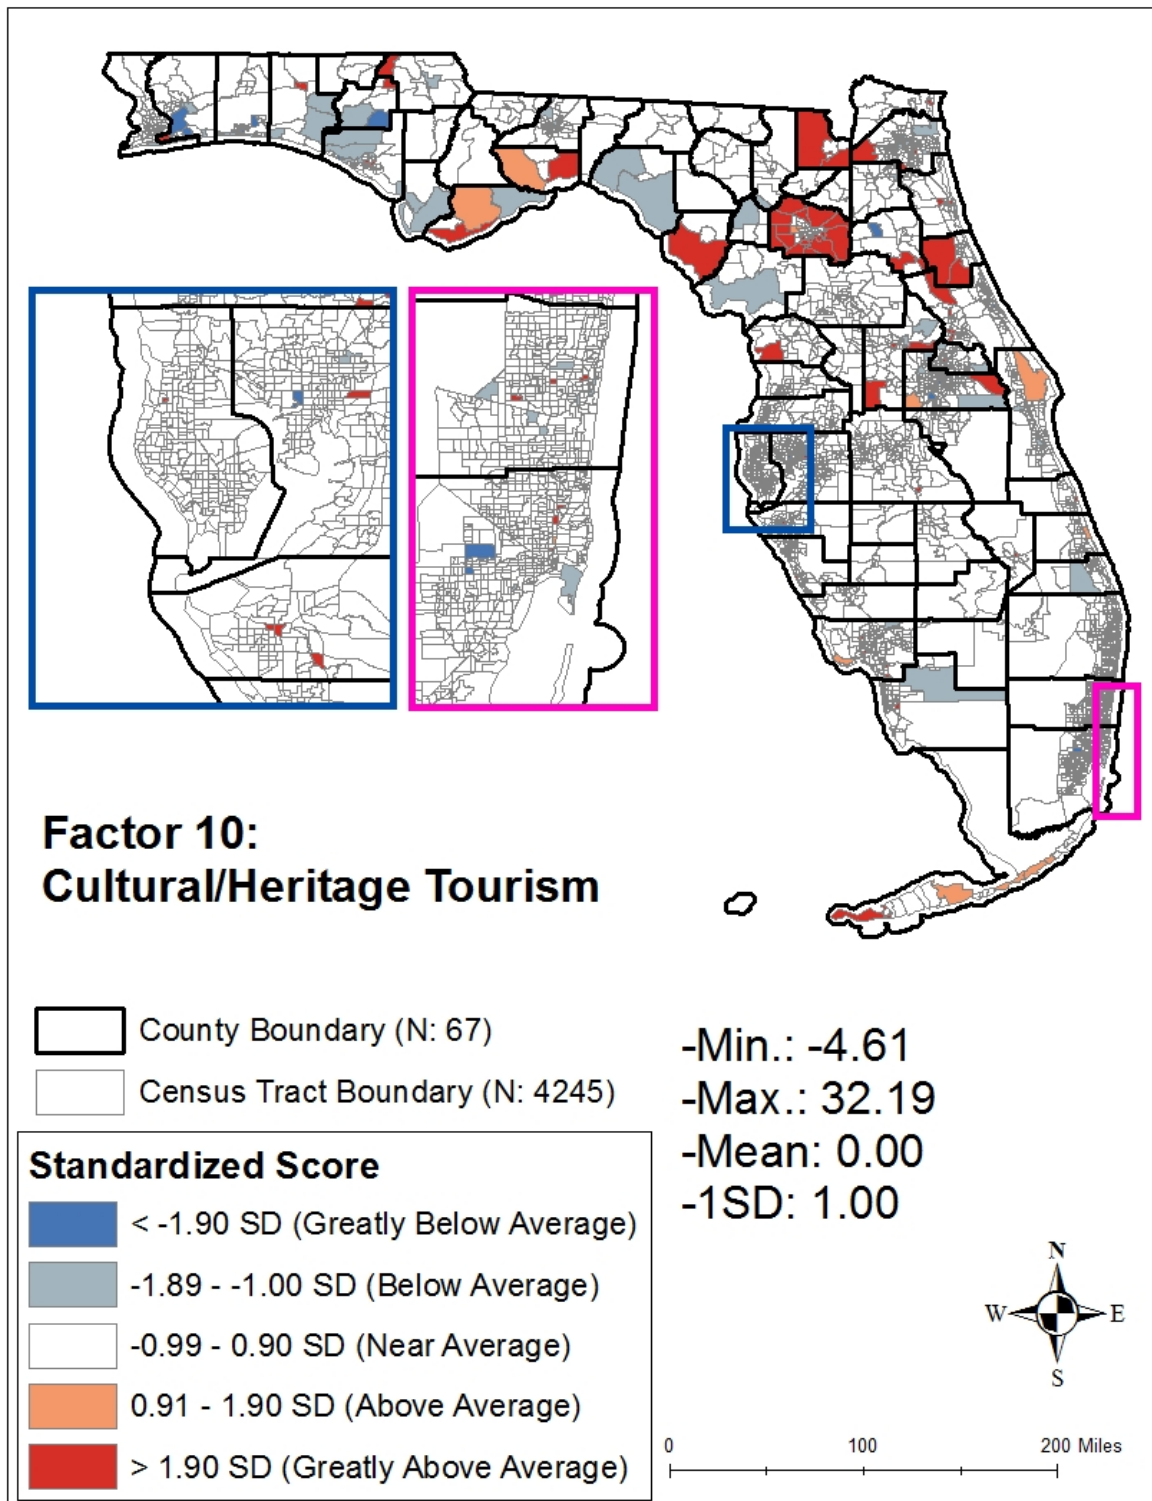 Factor 10:
Cultural/Heritage Tourism
County Boundary (N: 67)
Census Tract Boundary (N: 4245)
-Min.: -4.61
-Max.: 32.19
-Mean: 0.00
-1SD: 1.00
Standardized Score
< -1.90 SD (Greatly Below Average)
-1.89 - -1.00 SD (Below Average)
-0.99 - 0.90 SD (Near Average)
0.91 - 1.90 SD (Above Average)
> 1.90 SD (Greatly Above Average)
N
W E
S
0 100 200 Miles